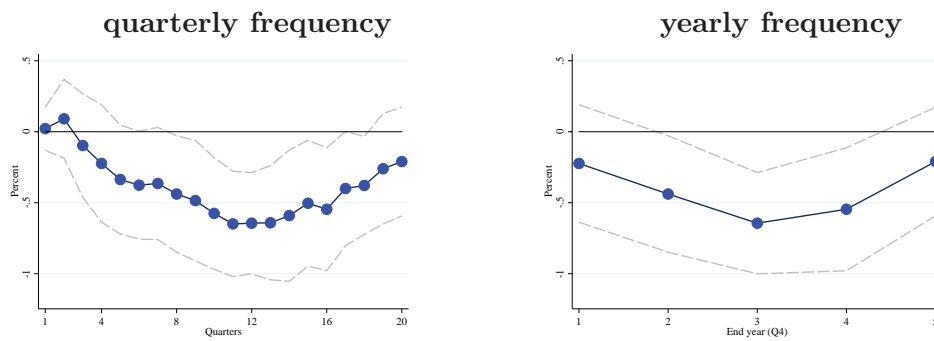 quarterly frequency
yearly frequency
.5
0
-.5
-1
Percent
1 4 8 12 16 20
Quarters
.5
0
-.5
-1
Percent
1 2 3 4
End year (Q4)